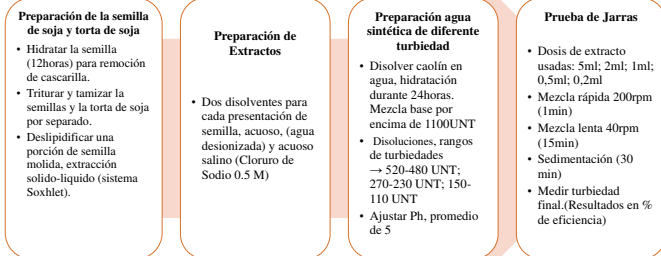 Preparación de la semilla
de soja y torta de soja
• Hidratar la semilla
(12horas) para remoción
de cascarilla.
• Triturar y tamizar la
semillas y la torta de soja
por separado.
• Deslipidificar una
porción de semilla
molida, extracción
solido-liquido (sistema
Soxhlet).
Preparación de
Extractos
• Dos disolventes para
cada presentación de
semilla, acuoso, (agua
desionizada) y acuoso
salino (Cloruro de
Sodio 0.5 M)
Preparación agua
sintética de diferente
turbiedad
• Disolver caolín en
agua, hidratación
durante 24horas.
Mezcla base por
encima de 1100UNT
• Disoluciones, rangos
de turbiedades
→ 520-480 UNT;
270-230 UNT; 150-
110 UNT
• Ajustar Ph, promedio
de 5
Prueba de Jarras
• Dosis de extracto
usadas: 5ml; 2ml; 1ml;
0,5ml; 0,2ml
• Mezcla rápida 200rpm
(1min)
• Mezcla lenta 40rpm
(15min)
• Sedimentación (30
min)
• Medir turbiedad
final.(Resultados en %
de eficiencia)